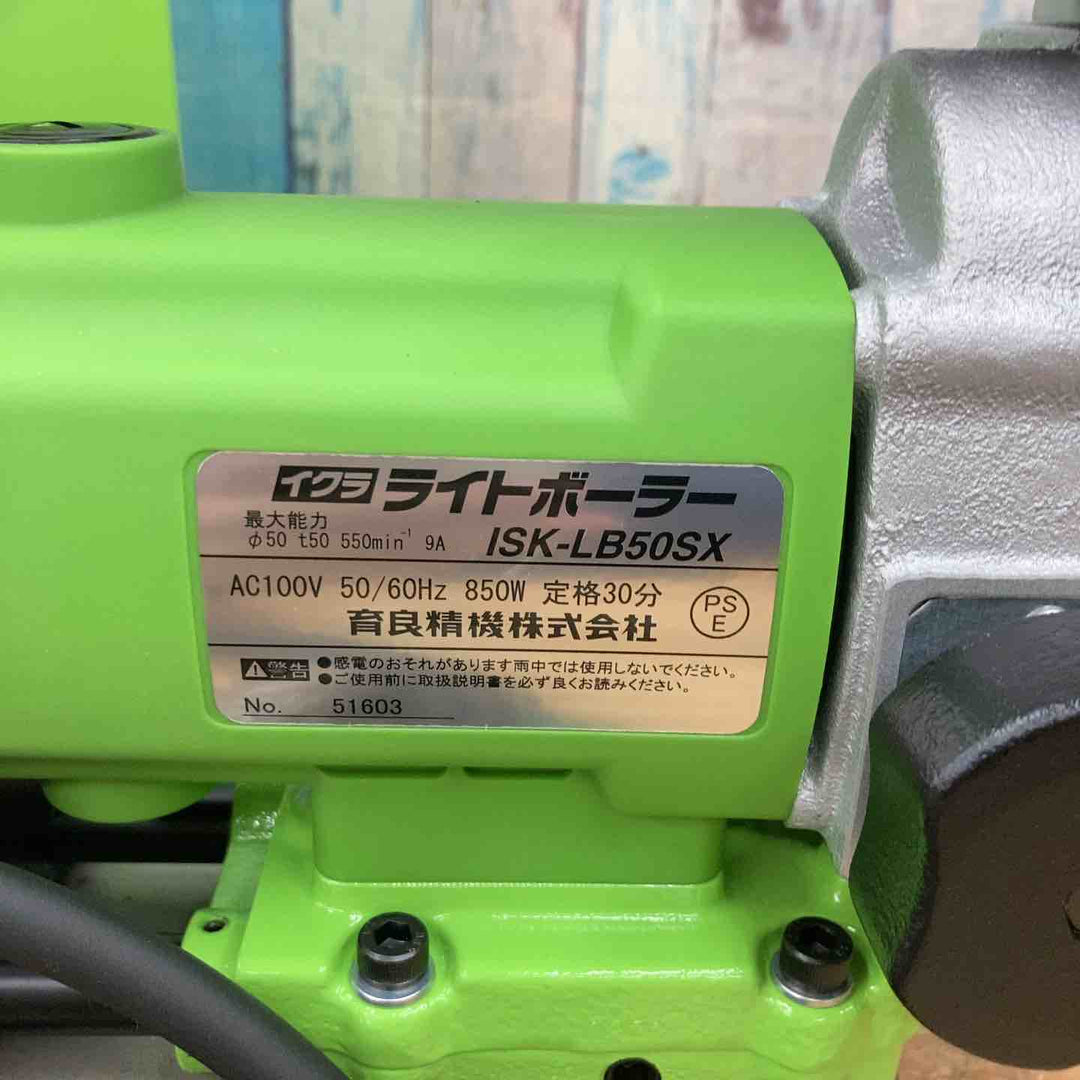 イクラ ライトボーラー
最大能力
φ50 t50 550min⁻¹ 9A ISK-LB50SX
AC100V 50/60Hz 850W 定格30分
PS
E
育良精機株式会社
警告 ●感電のおそれがあります雨中では使用しないでください。
●ご使用前に取扱説明書を必ず良くお読みください。
No. 51603